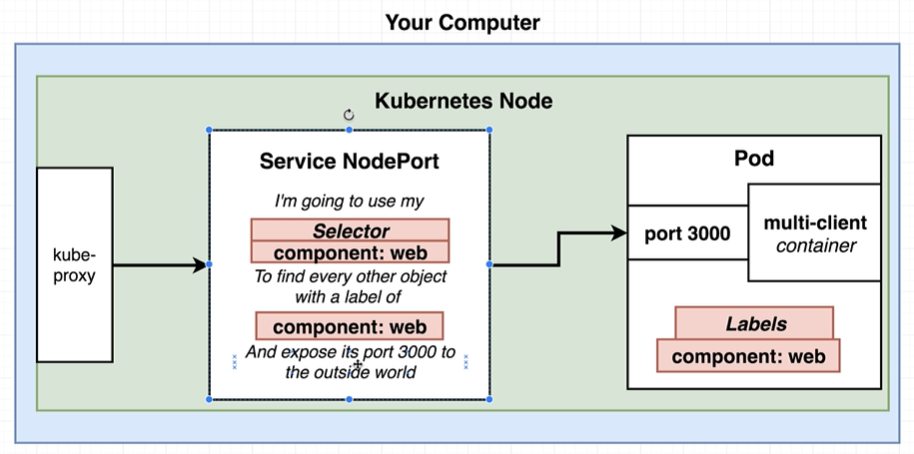 Your Computer
Kubernetes Node
kube-
proxy
Service NodePort
I'm going to use my
Selector
component: web
To find every other object
with a label of
component: web
And expose its port 3000 to
the outside world
Pod
port 3000
multi-client
container
Labels
component: web